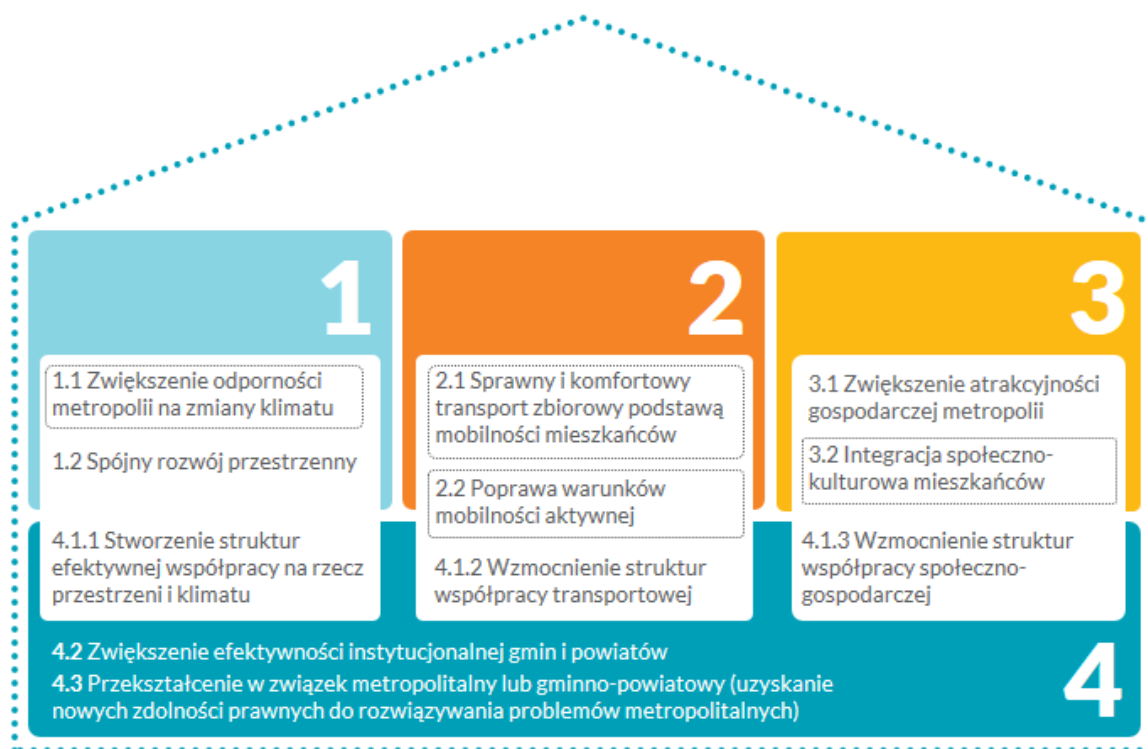 1
1.1 Zwiększenie odporności
metropolii na zmiany klimatu
1.2 Spójny rozwój przestrzenny
4.1.1 Stworzenie struktur
efektywnej współpracy na rzecz
przestrzeni i klimatu
2
2.1 Sprawny i komfortowy
transport zbiorowy podstawą
mobilności mieszkańców
2.2 Poprawa warunków
mobilności aktywnej
4.1.2 Wzmocnienie struktur
współpracy transportowej
3
3.1 Zwiększenie atrakcyjności
gospodarczej metropolii
3.2 Integracja społeczno-
kulturowa mieszkańców
4.1.3 Wzmocnienie struktur
współpracy społeczno-
gospodarczej
4.2 Zwiększenie efektywności instytucjonalnej gmin i powiatów
4.3 Przekształcenie w związek metropolitalny lub gminno-powiatowy (uzyskanie
nowych zdolności prawnych do rozwiązywania problemów metropolitalnych)
4